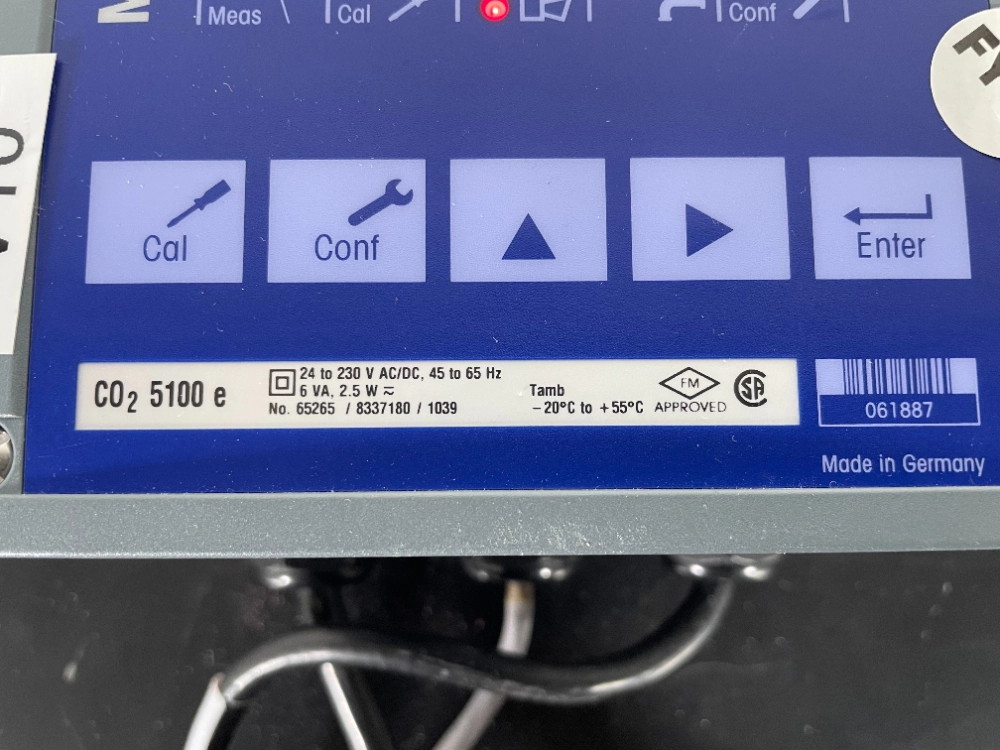 Meas
Cal
Conf
Cal
Conf
Enter
CO2 5100 e
24 to 230 V AC/DC, 45 to 65 Hz
6 VA, 2.5 W ⎓
No. 65265 / 8337180 / 1039
Tamb
−20°C to +55°C
FM
APPROVED
061887
Made in Germany
FY